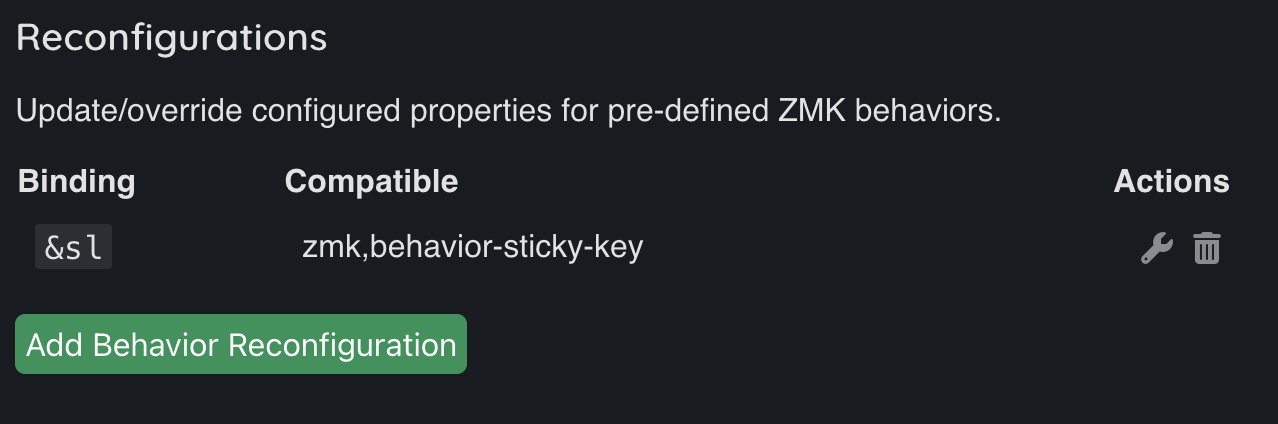 Reconfigurations
Update/override configured properties for pre-defined ZMK behaviors.
Binding Compatible Actions
&sl zmk,behavior-sticky-key
Add Behavior Reconfiguration